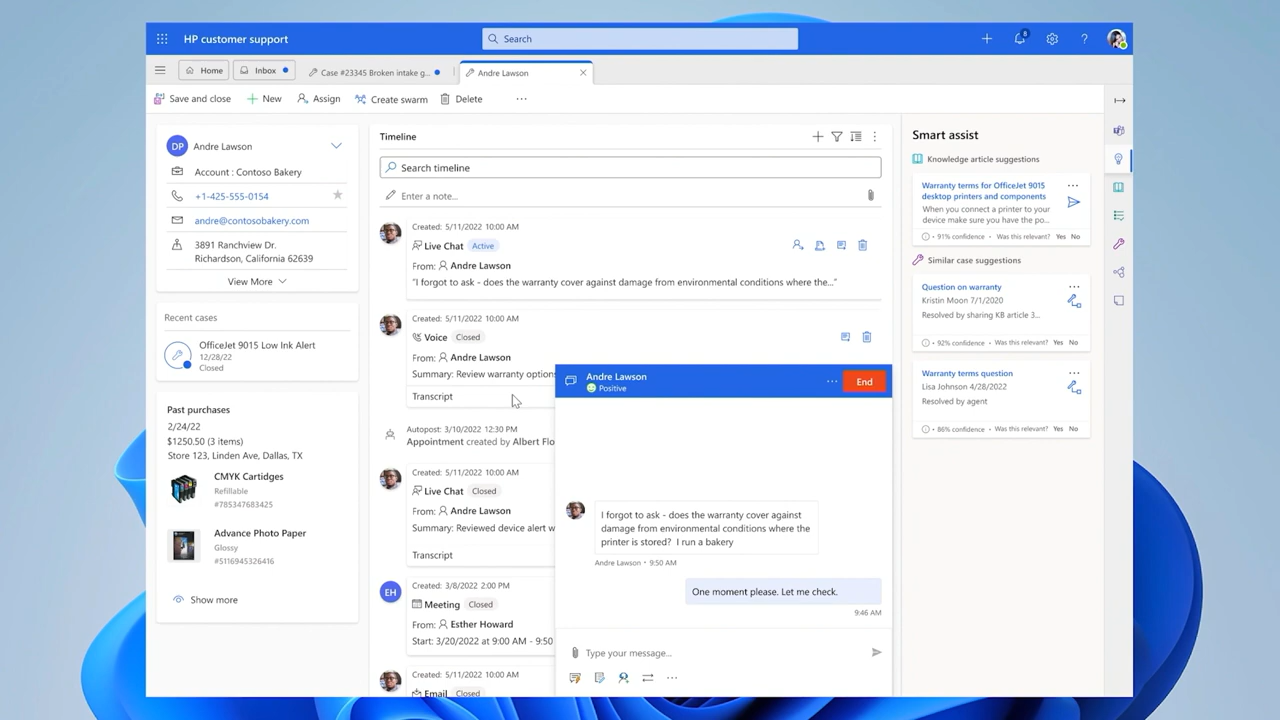 HP customer support
Search
8
Home
Inbox
Case #23345 Broken intake g...
Andre Lawson
Save and close
New
Assign
Create swarm
Delete
DP
Andre Lawson
Account : Contoso Bakery
+1-425-555-0154
andre@contosobakery.com
3891 Ranchview Dr.
Richardson, California 62639
View More
Recent cases
OfficeJet 9015 Low Ink Alert
12/28/22
Closed
Past purchases
2/24/22
$1250.50 (3 items)
Store 123, Linden Ave, Dallas, TX
CMYK Cartidges
Refillable
#785347683425
Advance Photo Paper
Glossy
#5116945326416
Show more
Timeline
Search timeline
Enter a note...
Created: 5/11/2022 10:00 AM
Live Chat Active
From: Andre Lawson
"I forgot to ask - does the warranty cover against damage from environmental conditions where the..."
Created: 5/11/2022 10:00 AM
Voice Closed
From: Andre Lawson
Summary: Review warranty options
Transcript
Autopost: 3/10/2022 12:30 PM
Appointment created by Albert Flo
Created: 5/11/2022 10:00 AM
Live Chat Closed
From: Andre Lawson
Summary: Reviewed device alert w
Transcript
EH
Created: 3/8/2022 2:00 PM
Meeting Closed
From: Esther Howard
Start: 3/20/2022 at 9:00 AM - 9:50
Created: 5/11/2022 10:00 AM
Email Closed
Andre Lawson
Positive
End
I forgot to ask - does the warranty cover against
damage from environmental conditions where the
printer is stored? I run a bakery
Andre Lawson • 9:50 AM
One moment please. Let me check.
9:46 AM
Type your message...
Smart assist
Knowledge article suggestions
Warranty terms for OfficeJet 9015
desktop printers and components
When you connect a printer to your
device make sure you have the po...
• 91% confidence • Was this relevant? Yes No
Similar case suggestions
Question on warranty
Kristin Moon 7/1/2020
Resolved by sharing KB article 3...
• 92% confidence • Was this relevant? Yes No
Warranty terms question
Lisa Johnson 4/28/2022
Resolved by agent
• 86% confidence • Was this relevant? Yes No